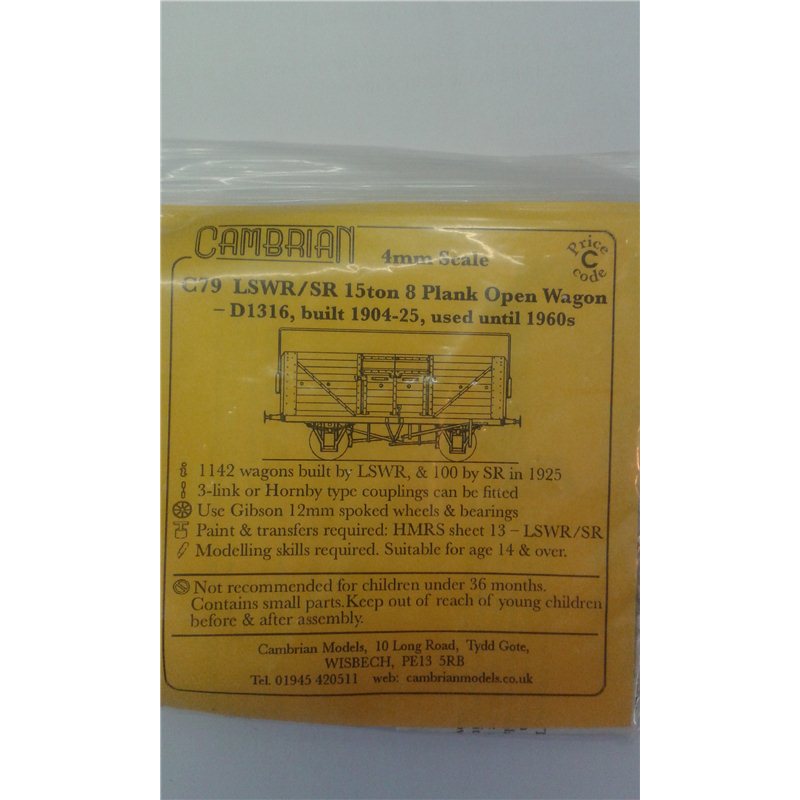 CAMBRIAN
4mm Scale
Price
C
code
C79 LSWR/SR 15ton 8 Plank Open Wagon
– D1316, built 1904-25, used until 1960s
1142 wagons built by LSWR, & 100 by SR in 1925
3-link or Hornby type couplings can be fitted
Use Gibson 12mm spoked wheels & bearings
Paint & transfers required: HMRS sheet 13 – LSWR/SR
Modelling skills required. Suitable for age 14 & over.
Not recommended for children under 36 months.
Contains small parts.Keep out of reach of young children
before & after assembly.
Cambrian Models, 10 Long Road, Tydd Gote,
WISBECH, PE13 5RB
Tel. 01945 420511 web: cambrianmodels.co.uk